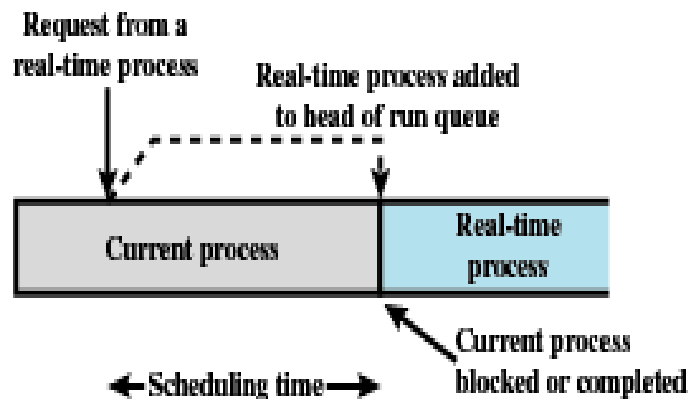 Request from a
real-time process
Real-time process added
to head of run queue
Current process
Real-time
process
Current process
blocked or completed
Scheduling time